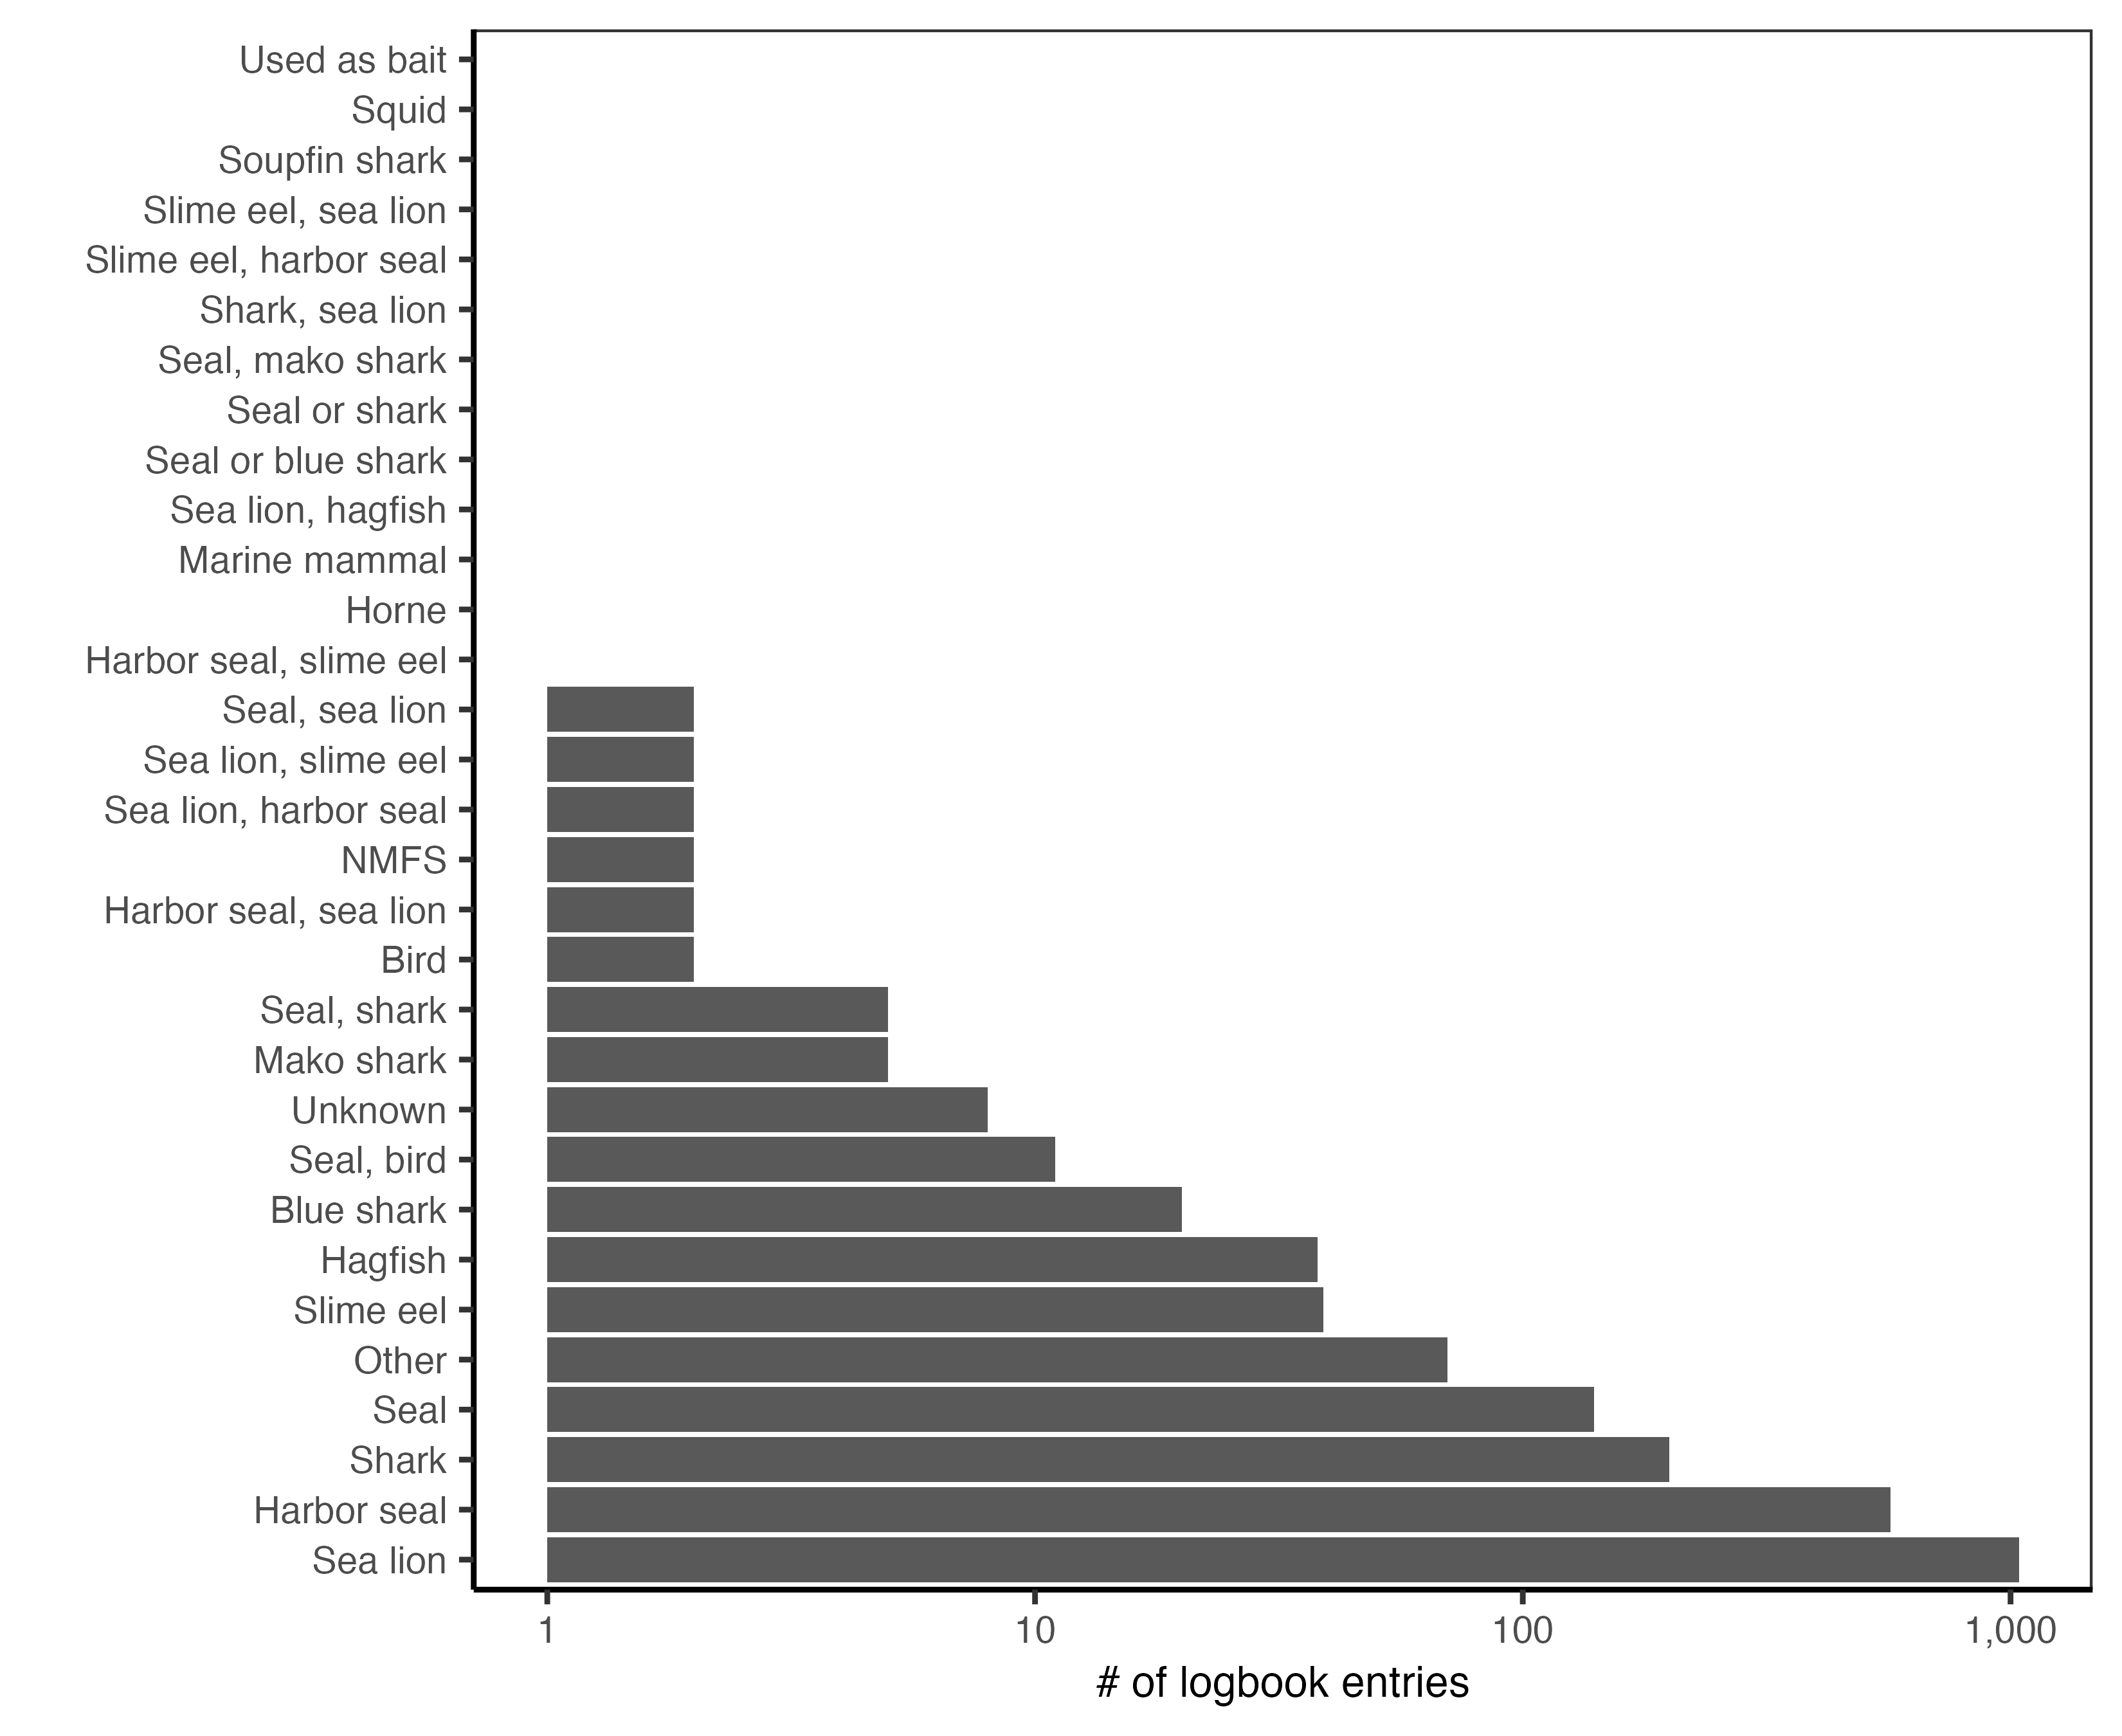 Used as bait
Squid
Soupfin shark
Slime eel, sea lion
Slime eel, harbor seal
Shark, sea lion
Seal, mako shark
Seal or shark
Seal or blue shark
Sea lion, hagfish
Marine mammal
Horne
Harbor seal, slime eel
Seal, sea lion
Sea lion, slime eel
Sea lion, harbor seal
NMFS
Harbor seal, sea lion
Bird
Seal, shark
Mako shark
Unknown
Seal, bird
Blue shark
Hagfish
Slime eel
Other
Seal
Shark
Harbor seal
Sea lion
1 10 100 1,000
# of logbook entries